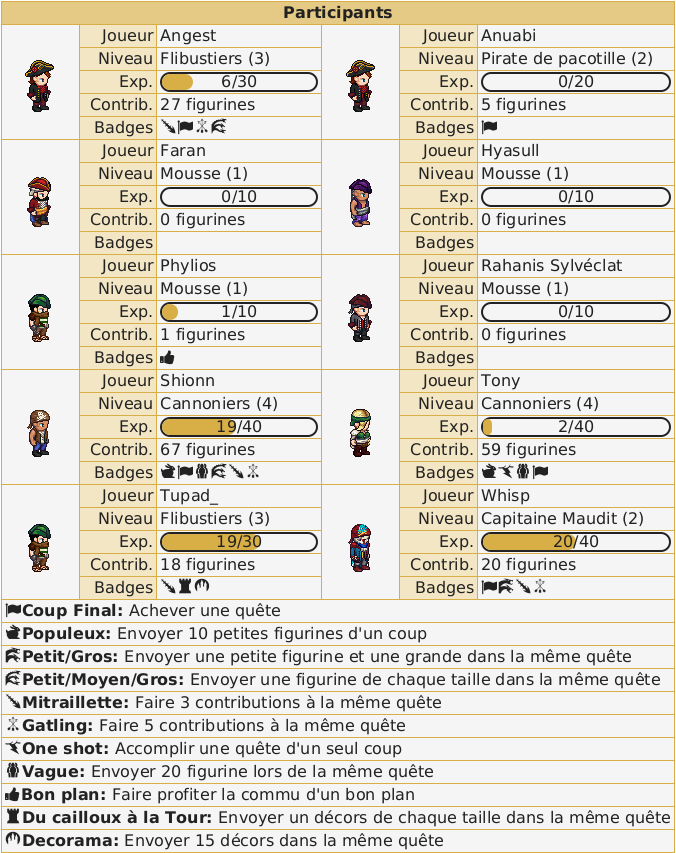 Participants
Joueur Angest
Niveau Flibustiers (3)
Exp. 6/30
Contrib. 27 figurines
Badges
Joueur Anuabi
Niveau Pirate de pacotille (2)
Exp. 0/20
Contrib. 5 figurines
Badges
Joueur Faran
Niveau Mousse (1)
Exp. 0/10
Contrib. 0 figurines
Badges
Joueur Hyasull
Niveau Mousse (1)
Exp. 0/10
Contrib. 0 figurines
Badges
Joueur Phylios
Niveau Mousse (1)
Exp. 1/10
Contrib. 1 figurines
Badges
Joueur Rahanis Sylvéclat
Niveau Mousse (1)
Exp. 0/10
Contrib. 0 figurines
Badges
Joueur Shionn
Niveau Cannoniers (4)
Exp. 19/40
Contrib. 67 figurines
Badges
Joueur Tony
Niveau Cannoniers (4)
Exp. 2/40
Contrib. 59 figurines
Badges
Joueur Tupad_
Niveau Flibustiers (3)
Exp. 19/30
Contrib. 18 figurines
Badges
Joueur Whisp
Niveau Capitaine Maudit (2)
Exp. 20/40
Contrib. 20 figurines
Badges
Coup Final: Achever une quête
Populeux: Envoyer 10 petites figurines d'un coup
Petit/Gros: Envoyer une petite figurine et une grande dans la même quête
Petit/Moyen/Gros: Envoyer une figurine de chaque taille dans la même quête
Mitraillette: Faire 3 contributions à la même quête
Gatling: Faire 5 contributions à la même quête
One shot: Accomplir une quête d'un seul coup
Vague: Envoyer 20 figurine lors de la même quête
Bon plan: Faire profiter la commu d'un bon plan
Du cailloux à la Tour: Envoyer un décors de chaque taille dans la même quête
Decorama: Envoyer 15 décors dans la même quête